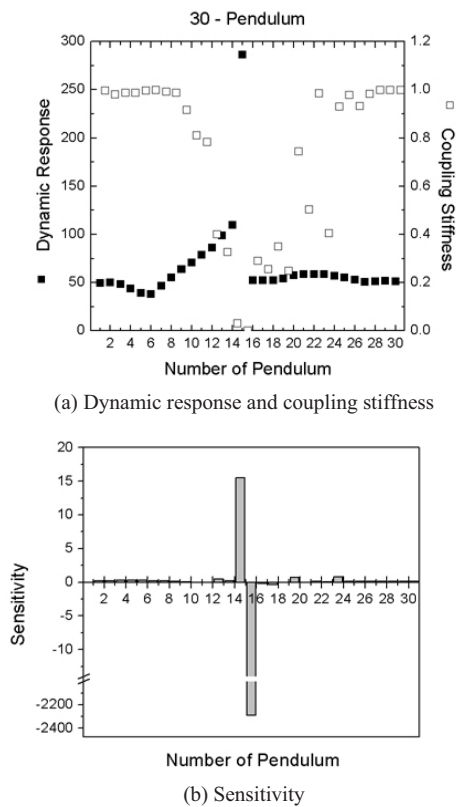 30 - Pendulum
300
250
200
150
100
50
0
1.2
1.0
0.8
0.6
0.4
0.2
0.0
Dynamic Response
Coupling Stiffness
2 4 6 8 10 12 14 16 18 20 22 24 26 28 30
Number of Pendulum
(a) Dynamic response and coupling stiffness
20
15
10
5
0
-5
-10
-2200
-2400
Sensitivity
2 4 6 8 10 12 14 16 18 20 22 24 26 28 30
Number of Pendulum
(b) Sensitivity